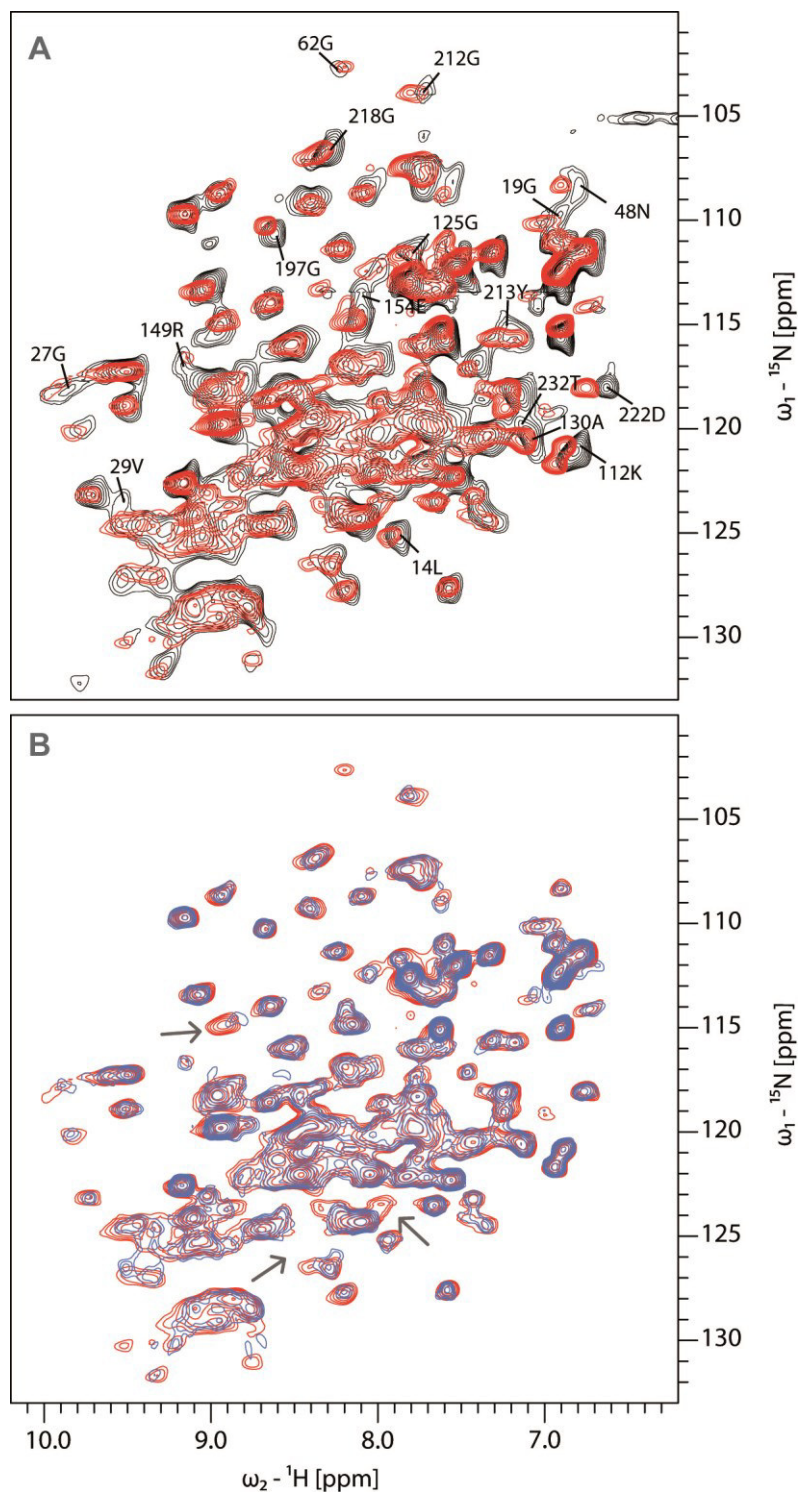 A
62G
212G
105
218G
19G
48N
110
125G
197G
154E
213Y
115
149R
27G
232T
222D
120
130A
112K
29V
125
14L
130
ω₁ - ¹⁵N [ppm]
B
105
110
115
120
125
130
ω₁ - ¹⁵N [ppm]
10.0 9.0 8.0 7.0
ω₂ - ¹H [ppm]